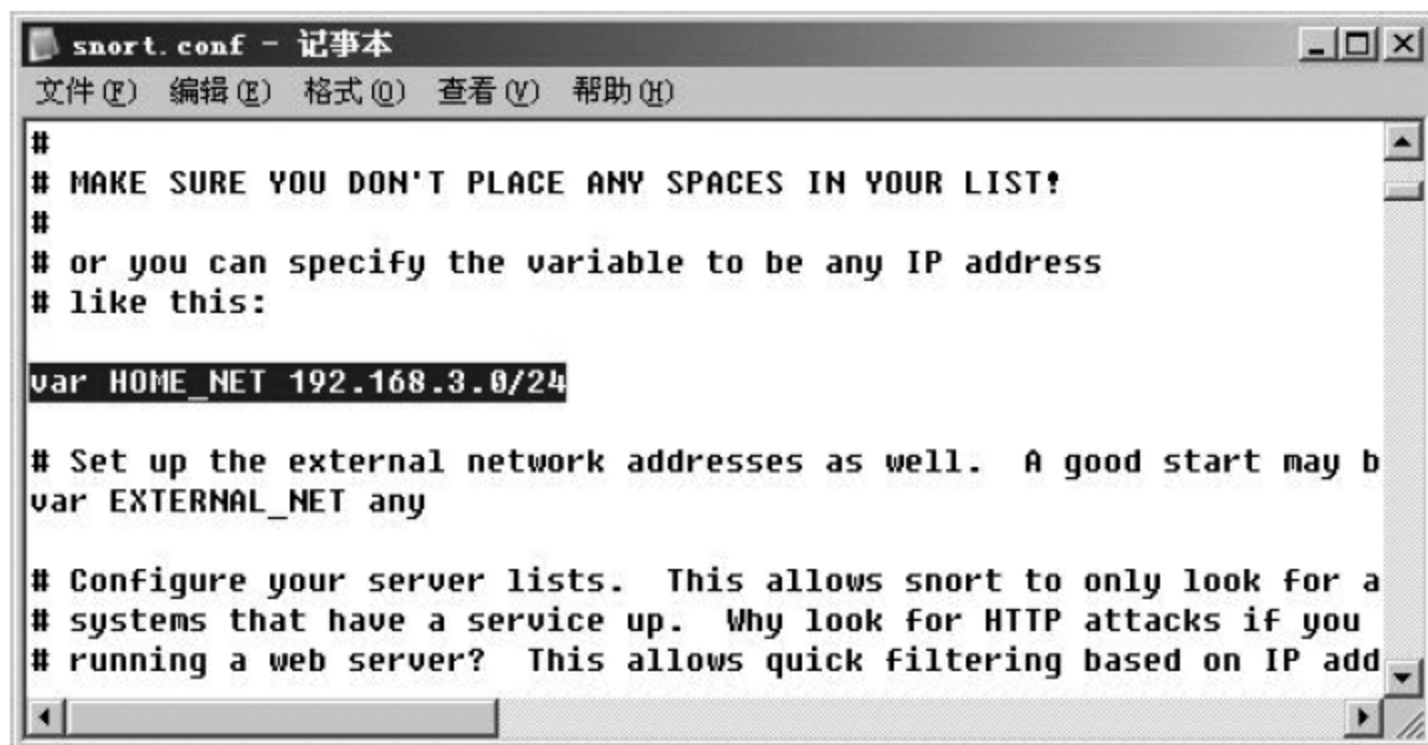 snort.conf - 记事本
文件(F) 编辑(E) 格式(O) 查看(V) 帮助(H)
#
# MAKE SURE YOU DON'T PLACE ANY SPACES IN YOUR LIST!
#
# or you can specify the variable to be any IP address
# like this:
var HOME_NET 192.168.3.0/24
# Set up the external network addresses as well.  A good start may b
var EXTERNAL_NET any
# Configure your server lists.  This allows snort to only look for a
# systems that have a service up.  Why look for HTTP attacks if you
# running a web server?  This allows quick filtering based on IP add